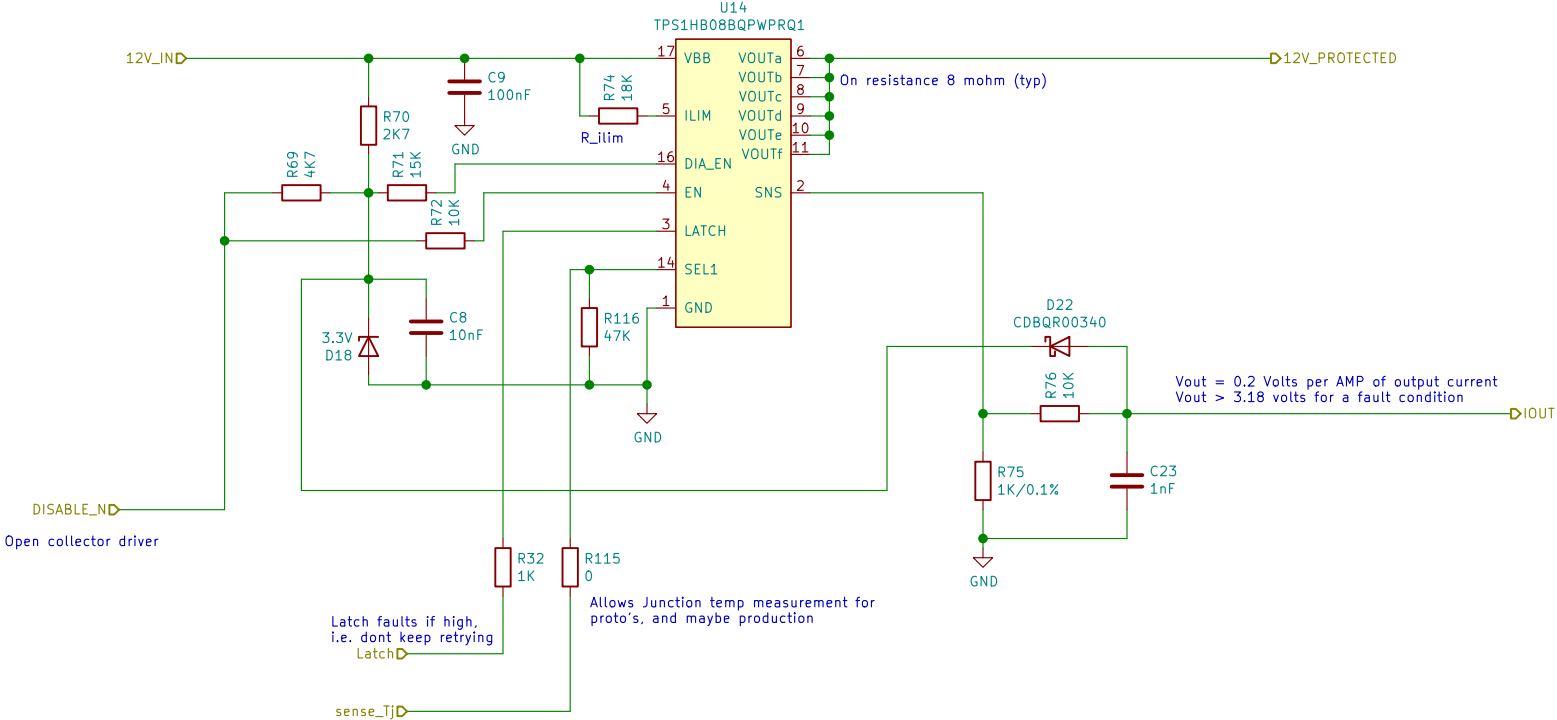 U14
TPS1HB08BQPWPRQ1
12V_IN
17
VBB
VOUTa
6
12V_PROTECTED
C9
100nF
R74
18K
VOUTb
7
On resistance 8 mohm (typ)
VOUTc
8
R70
2K7
5
ILIM
VOUTd
9
R_ilim
VOUTe
10
GND
VOUTf
11
R69
4K7
R71
15K
16
DIA_EN
4
EN
SNS
2
R72
10K
3
LATCH
14
SEL1
1
GND
D22
CDBQR00340
C8
10nF
R116
47K
3.3V
D18
R76
10K
Vout = 0.2 Volts per AMP of output current
Vout > 3.18 volts for a fault condition
IOUT
GND
R75
1K/0.1%
C23
1nF
DISABLE_N
Open collector driver
R32
1K
R115
0
GND
Allows Junction temp measurement for
proto's, and maybe production
Latch faults if high,
i.e. dont keep retrying
Latch
sense_Tj